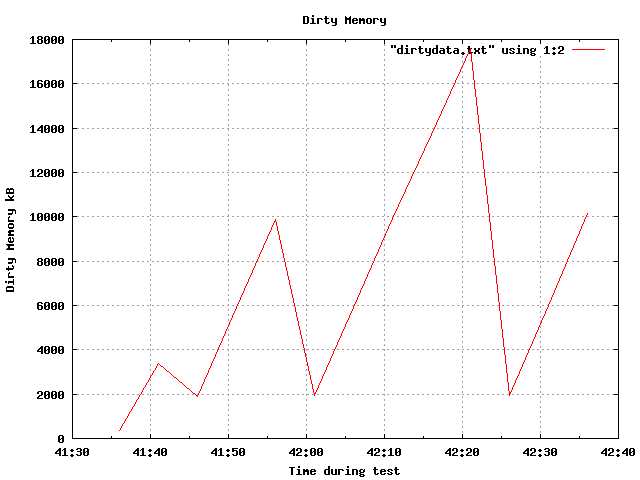 Dirty Memory
"dirtydata.txt" using 1:2
18000
16000
14000
12000
10000
8000
6000
4000
2000
0
Dirty Memory kB
41:30 41:40 41:50 42:00 42:10 42:20 42:30 42:40
Time during test